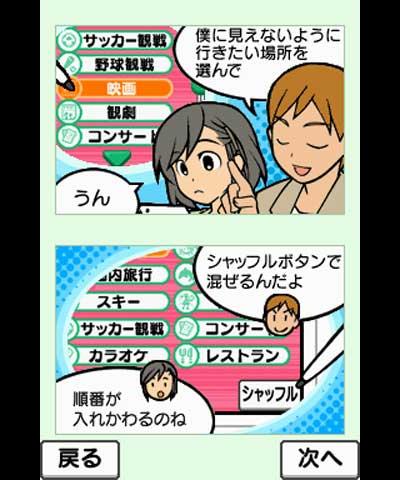 サッカー観戦
野球観戦
映画
観劇
コンサート
僕に見えないように
行きたい場所を
選んで
うん
シャッフルボタンで
混ぜるんだよ
内旅行
スキー
サッカー観戦
コンサー
カラオケ
レストラン
シャッフル
順番が
入れかわるのね
戻る
次へ